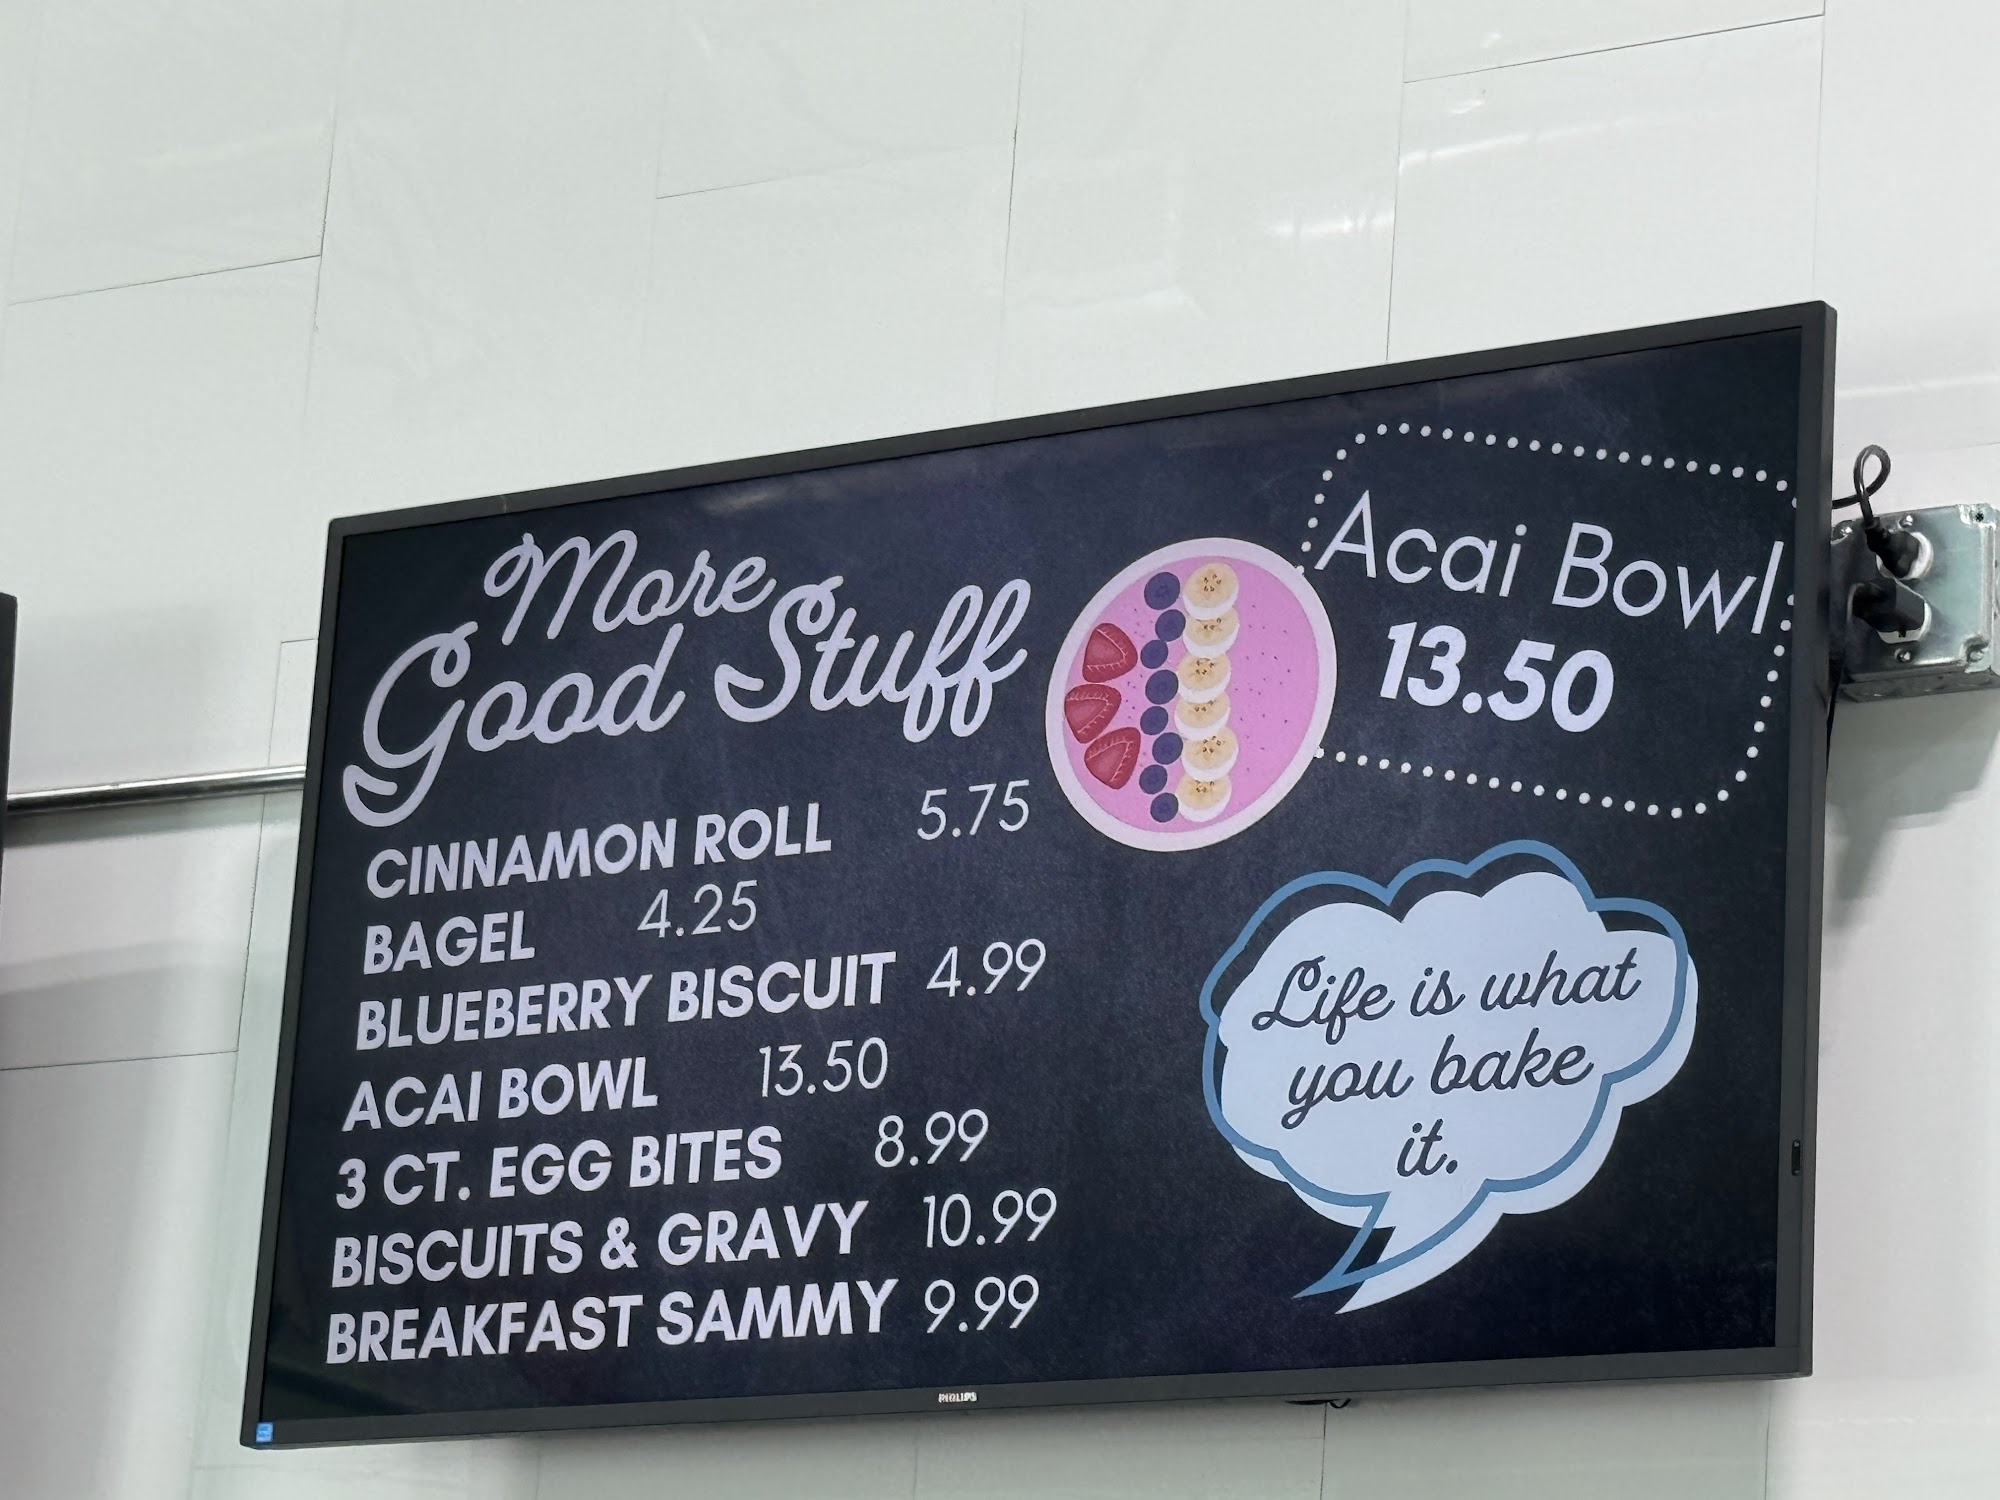 More
Good Stuff
CINNAMON ROLL 5.75
BAGEL 4.25
BLUEBERRY BISCUIT 4.99
ACAI BOWL 13.50
3 CT. EGG BITES 8.99
BISCUITS & GRAVY 10.99
BREAKFAST SAMMY 9.99
Acai Bowl
13.50
Life is what
you bake
it.
PHILIPS